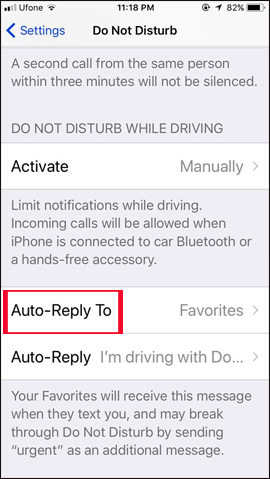 Ufone 11:18 PM 82%
Settings Do Not Disturb
A second call from the same person
within three minutes will not be silenced.
DO NOT DISTURB WHILE DRIVING
Activate Manually
Limit notifications while driving.
Incoming calls will be allowed when
iPhone is connected to car Bluetooth or
a hands-free accessory.
Auto-Reply To Favorites
Auto-Reply I'm driving with Do...
Your Favorites will receive this message
when they text you, and may break
through Do Not Disturb by sending
“urgent” as an additional message.